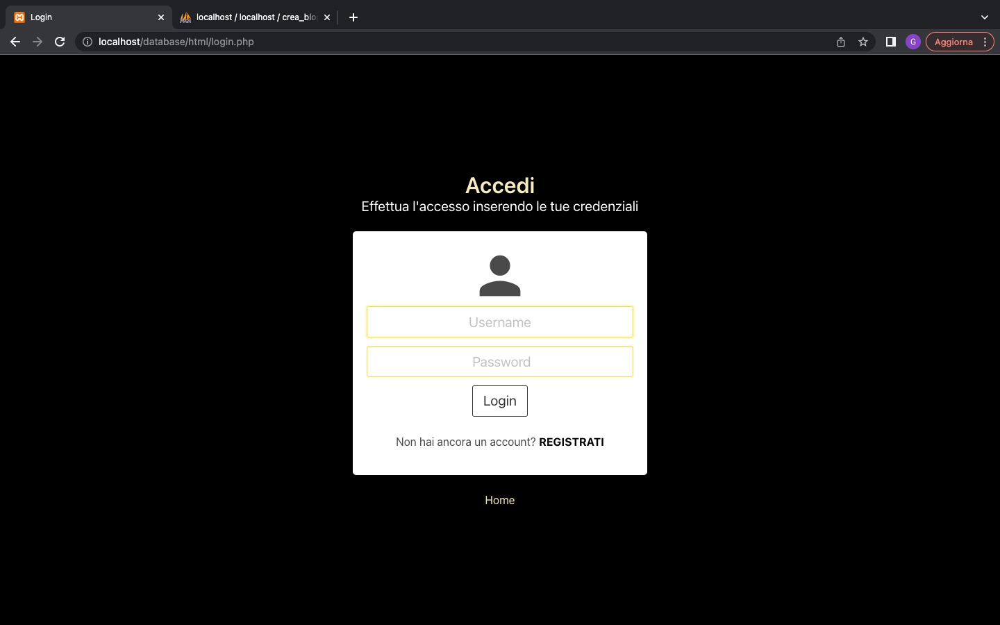 Login
localhost / localhost / crea_blo
localhost/database/html/login.php
G
Aggiorna
Accedi
Effettua l'accesso inserendo le tue credenziali
Username
Password
Login
Non hai ancora un account? REGISTRATI
Home